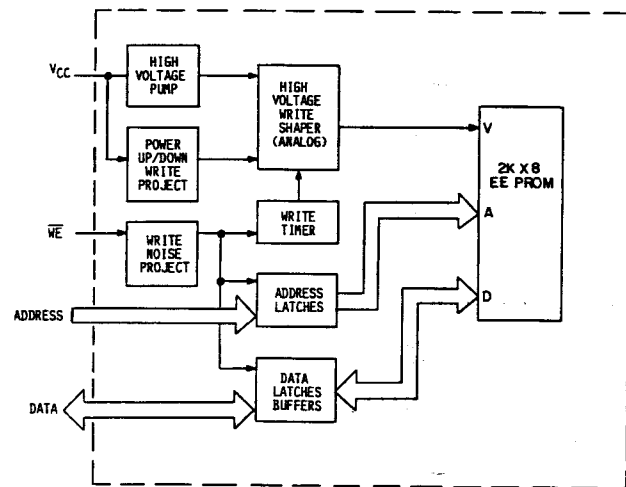 VCC
HIGH
VOLTAGE
PUMP
HIGH
VOLTAGE
WRITE
SHAPER
(ANALOG)
POWER
UP/DOWN
WRITE
PROJECT
V
2K X 8
EE PROM
A
D
WE
WRITE
NOISE
PROJECT
WRITE
TIMER
ADDRESS
ADDRESS
LATCHES
DATA
DATA
LATCHES
BUFFERS